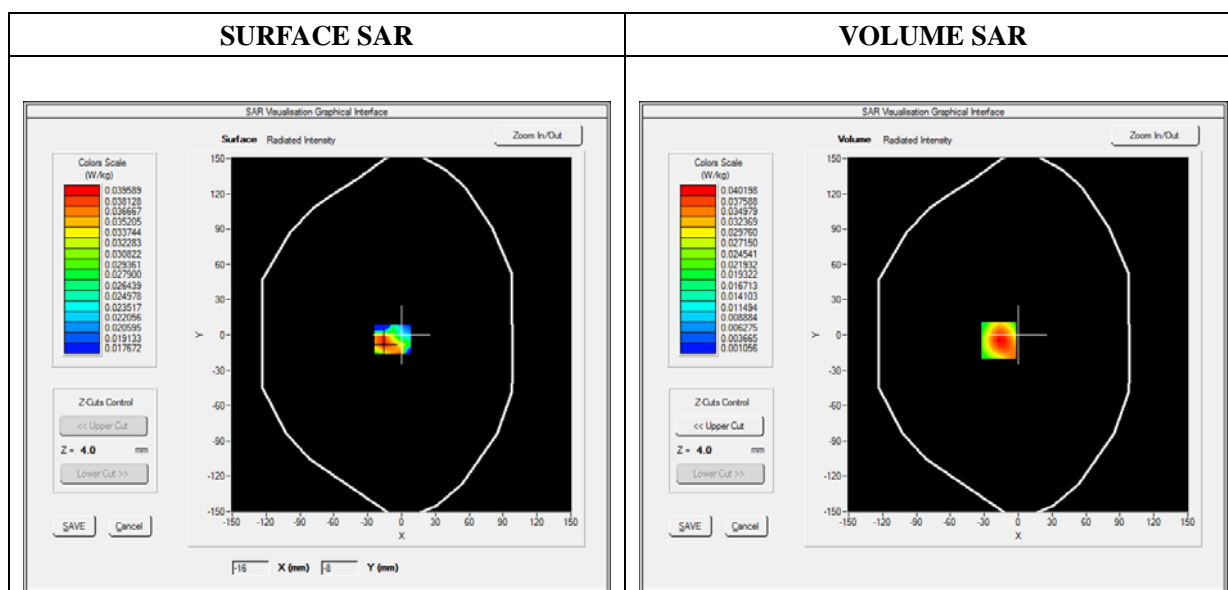 SURFACE SAR
VOLUME SAR
SAR Visualisation Graphical Interface
Surface Radiated Intensity
Zoom In/Out
Colors Scale
(W/kg)
0.039589
0.038128
0.036667
0.035205
0.033744
0.032283
0.030822
0.029361
0.027900
0.026439
0.024978
0.023517
0.022056
0.020595
0.019133
0.017672
150
120
90
60
30
0
-30
-60
-90
-120
-150
Y
-150 -120 -90 -60 -30 0 30 60 90 120 150
X
Z-Cuts Control
<< Upper Cut
Z = 4.0 mm
Lower Cut >>
SAVE Cancel
-16 X (mm) -8 Y (mm)
SAR Visualisation Graphical Interface
Volume Radiated Intensity
Zoom In/Out
Colors Scale
(W/kg)
0.040198
0.037588
0.034979
0.032369
0.029760
0.027150
0.024541
0.021932
0.019322
0.016713
0.014103
0.011494
0.008884
0.006275
0.003665
0.001056
150
120
90
60
30
0
-30
-60
-90
-120
-150
Y
-150 -120 -90 -60 -30 0 30 60 90 120 150
X
Z-Cuts Control
<< Upper Cut
Z = 4.0 mm
Lower Cut >>
SAVE Cancel